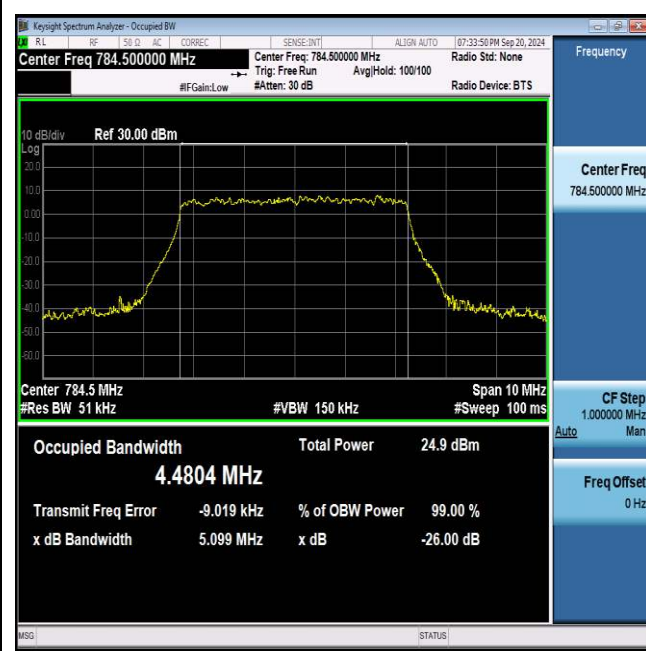 Keysight Spectrum Analyzer - Occupied BW
RL RF 50 Ω AC CORREC SENSE:INT ALIGN AUTO 07:33:50 PM Sep 20, 2024
Center Freq 784.500000 MHz
Center Freq: 784.500000 MHz
Radio Std: None
Trig: Free Run Avg|Hold: 100/100
#IFGain:Low #Atten: 30 dB Radio Device: BTS
10 dB/div Ref 30.00 dBm
Log
20.0
10.0
0.00
-10.0
-20.0
-30.0
-40.0
-50.0
-60.0
Center 784.5 MHz Span 10 MHz
#Res BW 51 kHz #VBW 150 kHz #Sweep 100 ms
Occupied Bandwidth Total Power 24.9 dBm
4.4804 MHz
Transmit Freq Error -9.019 kHz % of OBW Power 99.00 %
x dB Bandwidth 5.099 MHz x dB -26.00 dB
MSG STATUS
Frequency
Center Freq
784.500000 MHz
CF Step
1.000000 MHz
Auto Man
Freq Offset
0 Hz